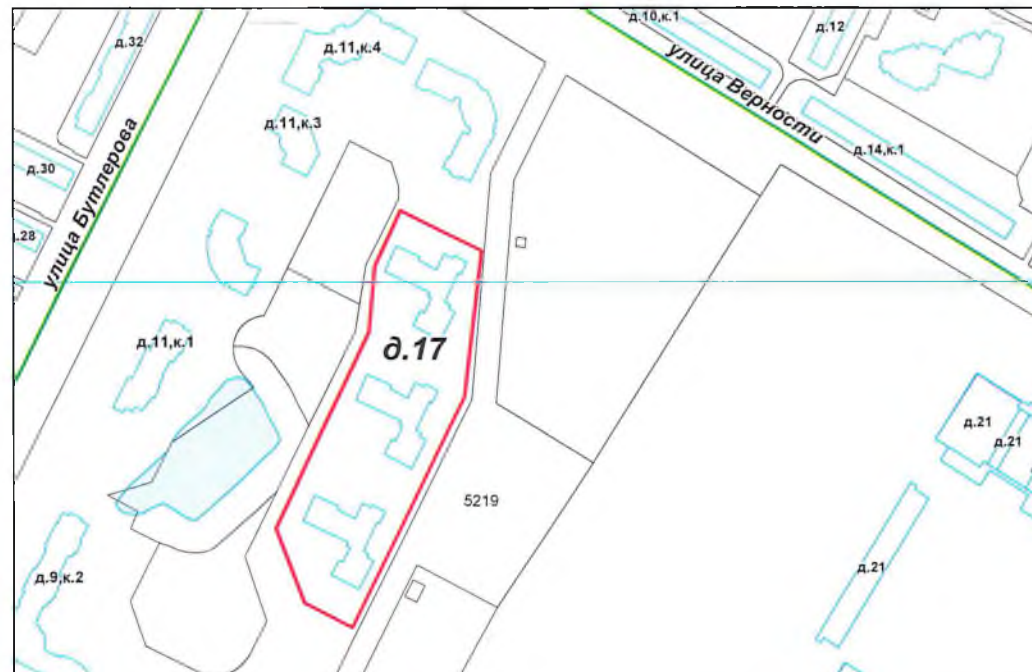 д.32
д.11,к.4
д.10,к.1
д.12
улица Верности
д.11,к.3
д.14,к.1
д.30
улица Бутлерова
.28
д.11,к.1
д.17
д.21
д.21
5219
д.21
д.9,к.2